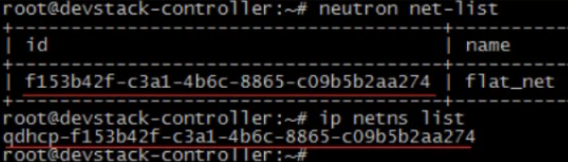 root@devstack-controller:~# neutron net-list
+--------------------------------------+----------
| id | name
+--------------------------------------+----------
| f153b42f-c3a1-4b6c-8865-c09b5b2aa274 | flat_net
+--------------------------------------+----------
root@devstack-controller:~# ip netns list
qdhcp-f153b42f-c3a1-4b6c-8865-c09b5b2aa274
root@devstack-controller:~#